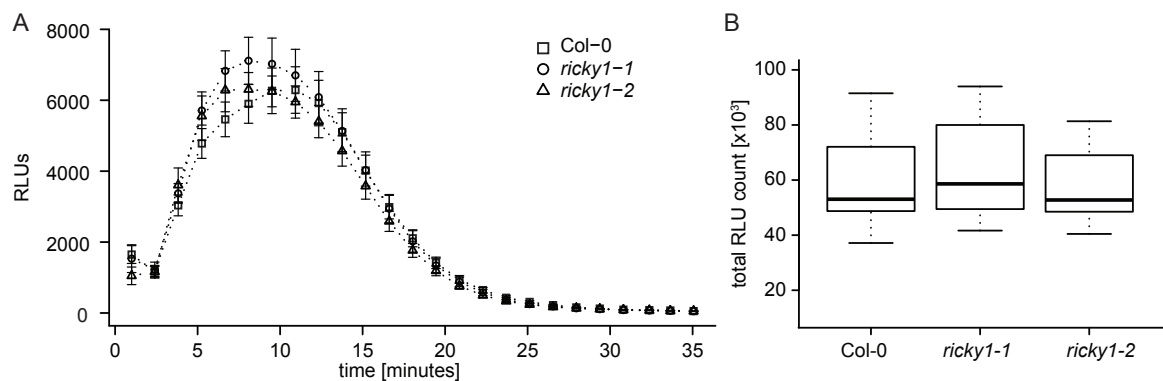 A
8000
6000
4000
2000
0
RLUs
0 5 10 15 20 25 30 35
time [minutes]
Col−0
ricky1−1
ricky1−2
B
100
80
60
40
20
total RLU count [x10³]
Col-0 ricky1-1 ricky1-2